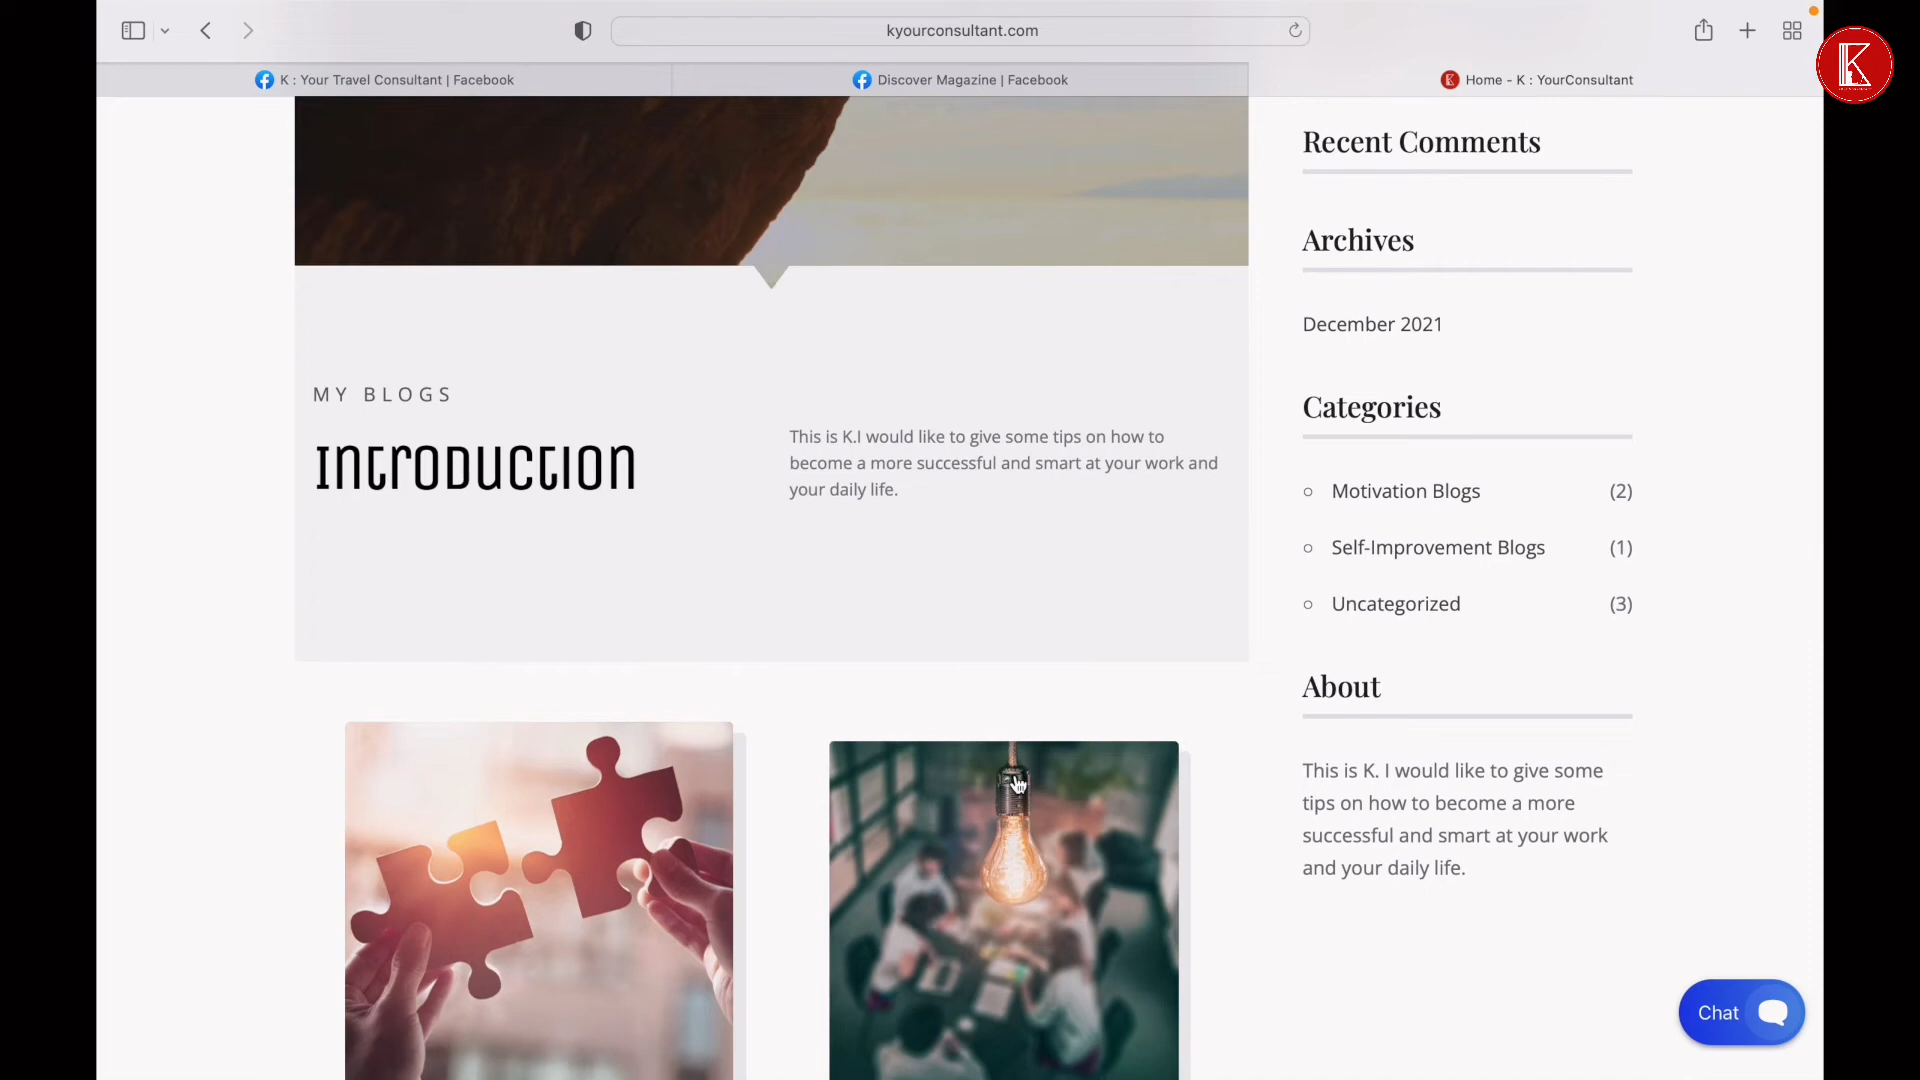 kyourconsultant.com
K : Your Travel Consultant | Facebook
Discover Magazine | Facebook
Home - K : YourConsultant
K
MY BLOGS
Introduction
This is K.I would like to give some tips on how to
become a more successful and smart at your work and
your daily life.
Recent Comments
Archives
December 2021
Categories
Motivation Blogs (2)
Self-Improvement Blogs (1)
Uncategorized (3)
About
This is K. I would like to give some
tips on how to become a more
successful and smart at your work
and your daily life.
Chat